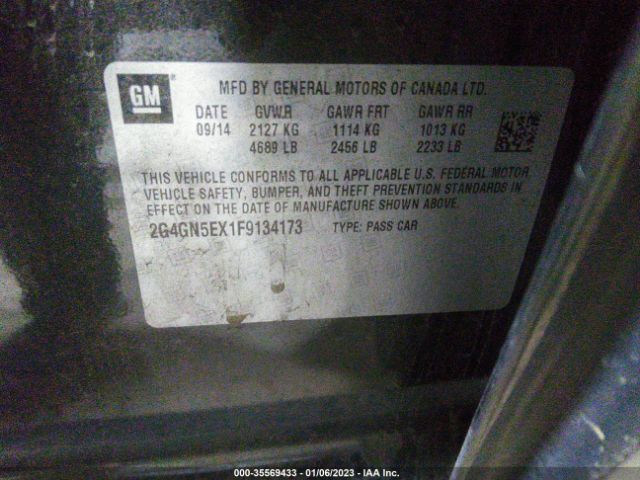 GM
MFD BY GENERAL MOTORS OF CANADA LTD.
DATE GVWR GAWR FRT GAWR RR
09/14 2127 KG 1114 KG 1013 KG
4689 LB 2456 LB 2233 LB
THIS VEHICLE CONFORMS TO ALL APPLICABLE U.S. FEDERAL MOTOR
VEHICLE SAFETY, BUMPER, AND THEFT PREVENTION STANDARDS IN
EFFECT ON THE DATE OF MANUFACTURE SHOWN ABOVE.
2G4GN5EX1F9134173 TYPE: PASS CAR
000-35569433 - 01/06/2023 - IAA Inc.